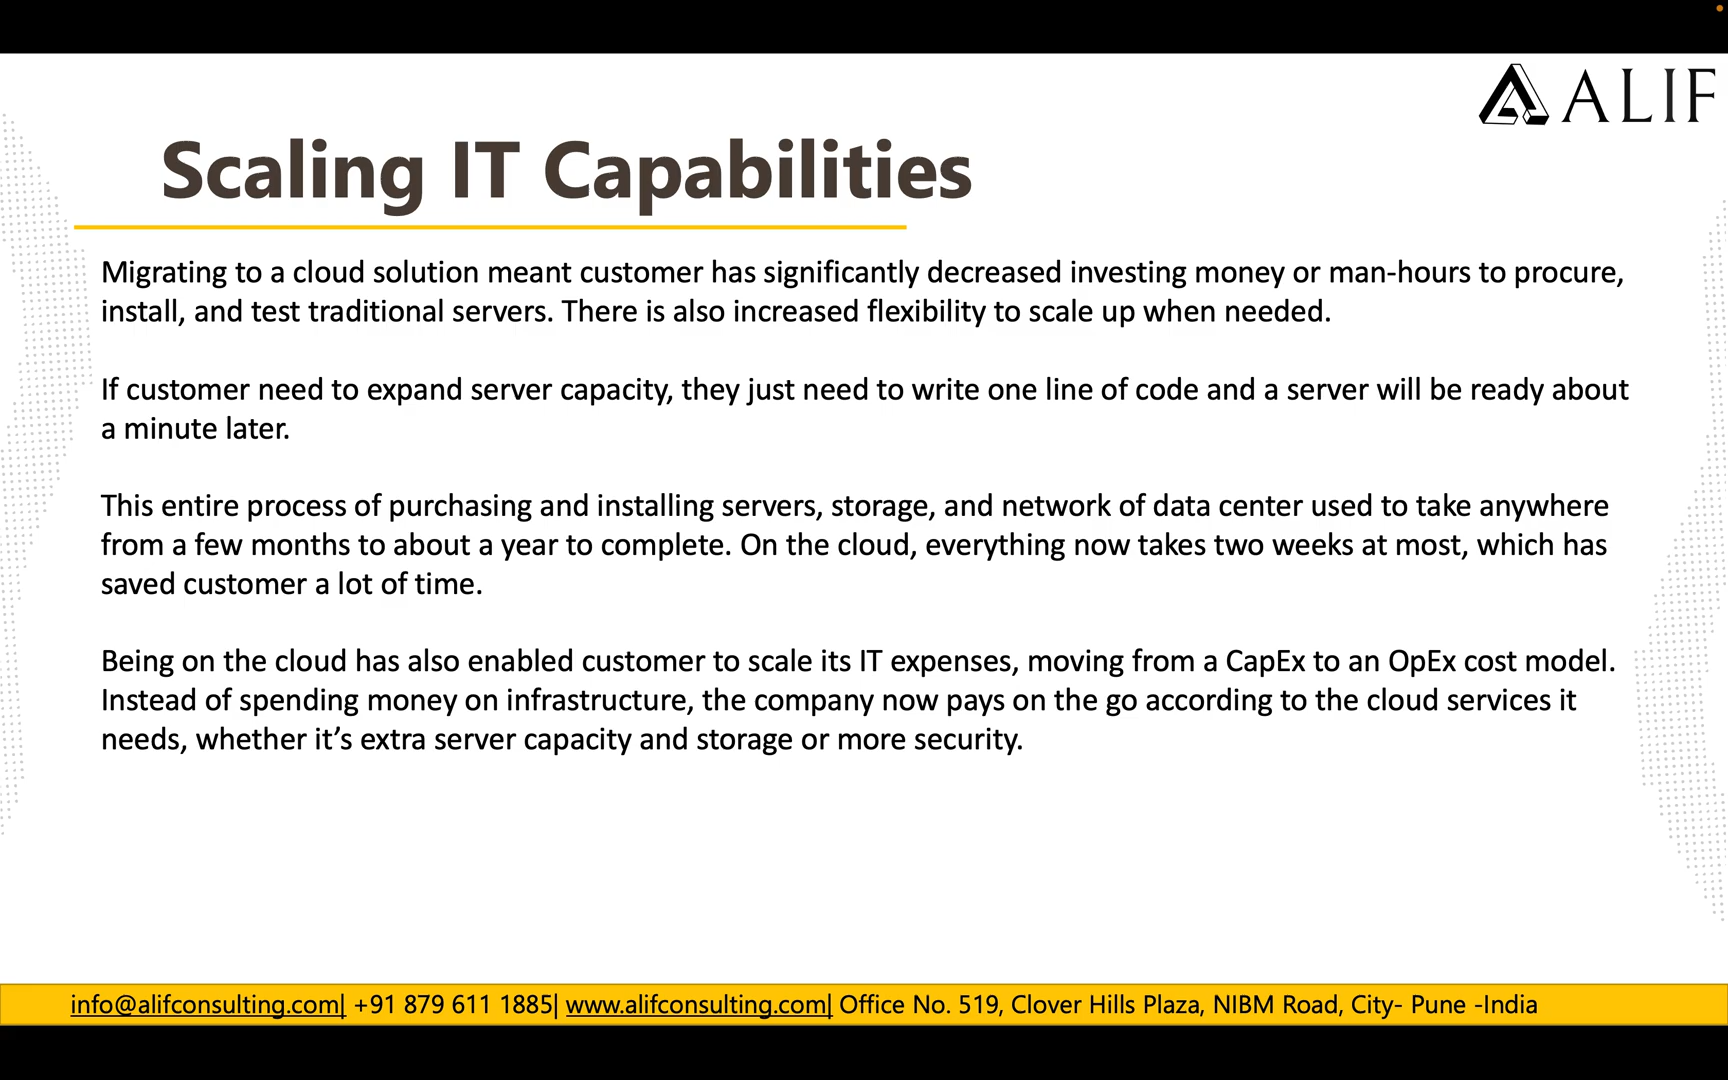 ALIF
Scaling IT Capabilities
Migrating to a cloud solution meant customer has significantly decreased investing money or man-hours to procure,
install, and test traditional servers. There is also increased flexibility to scale up when needed.
If customer need to expand server capacity, they just need to write one line of code and a server will be ready about
a minute later.
This entire process of purchasing and installing servers, storage, and network of data center used to take anywhere
from a few months to about a year to complete. On the cloud, everything now takes two weeks at most, which has
saved customer a lot of time.
Being on the cloud has also enabled customer to scale its IT expenses, moving from a CapEx to an OpEx cost model.
Instead of spending money on infrastructure, the company now pays on the go according to the cloud services it
needs, whether it’s extra server capacity and storage or more security.
info@alifconsulting.com| +91 879 611 1885| www.alifconsulting.com| Office No. 519, Clover Hills Plaza, NIBM Road, City- Pune -India